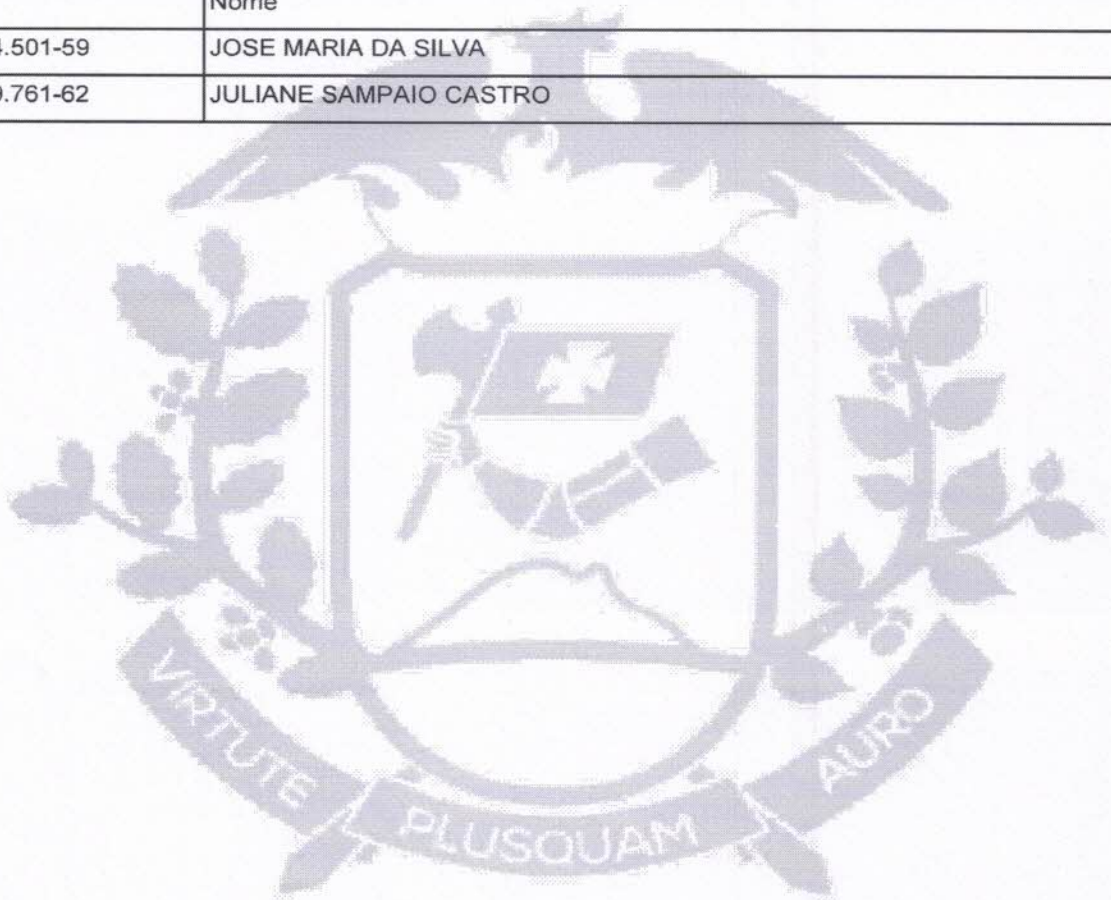 Nome
.501-59 JOSE MARIA DA SILVA
.761-62 JULIANE SAMPAIO CASTRO
VIRTUTE PLUSQUAM AURO